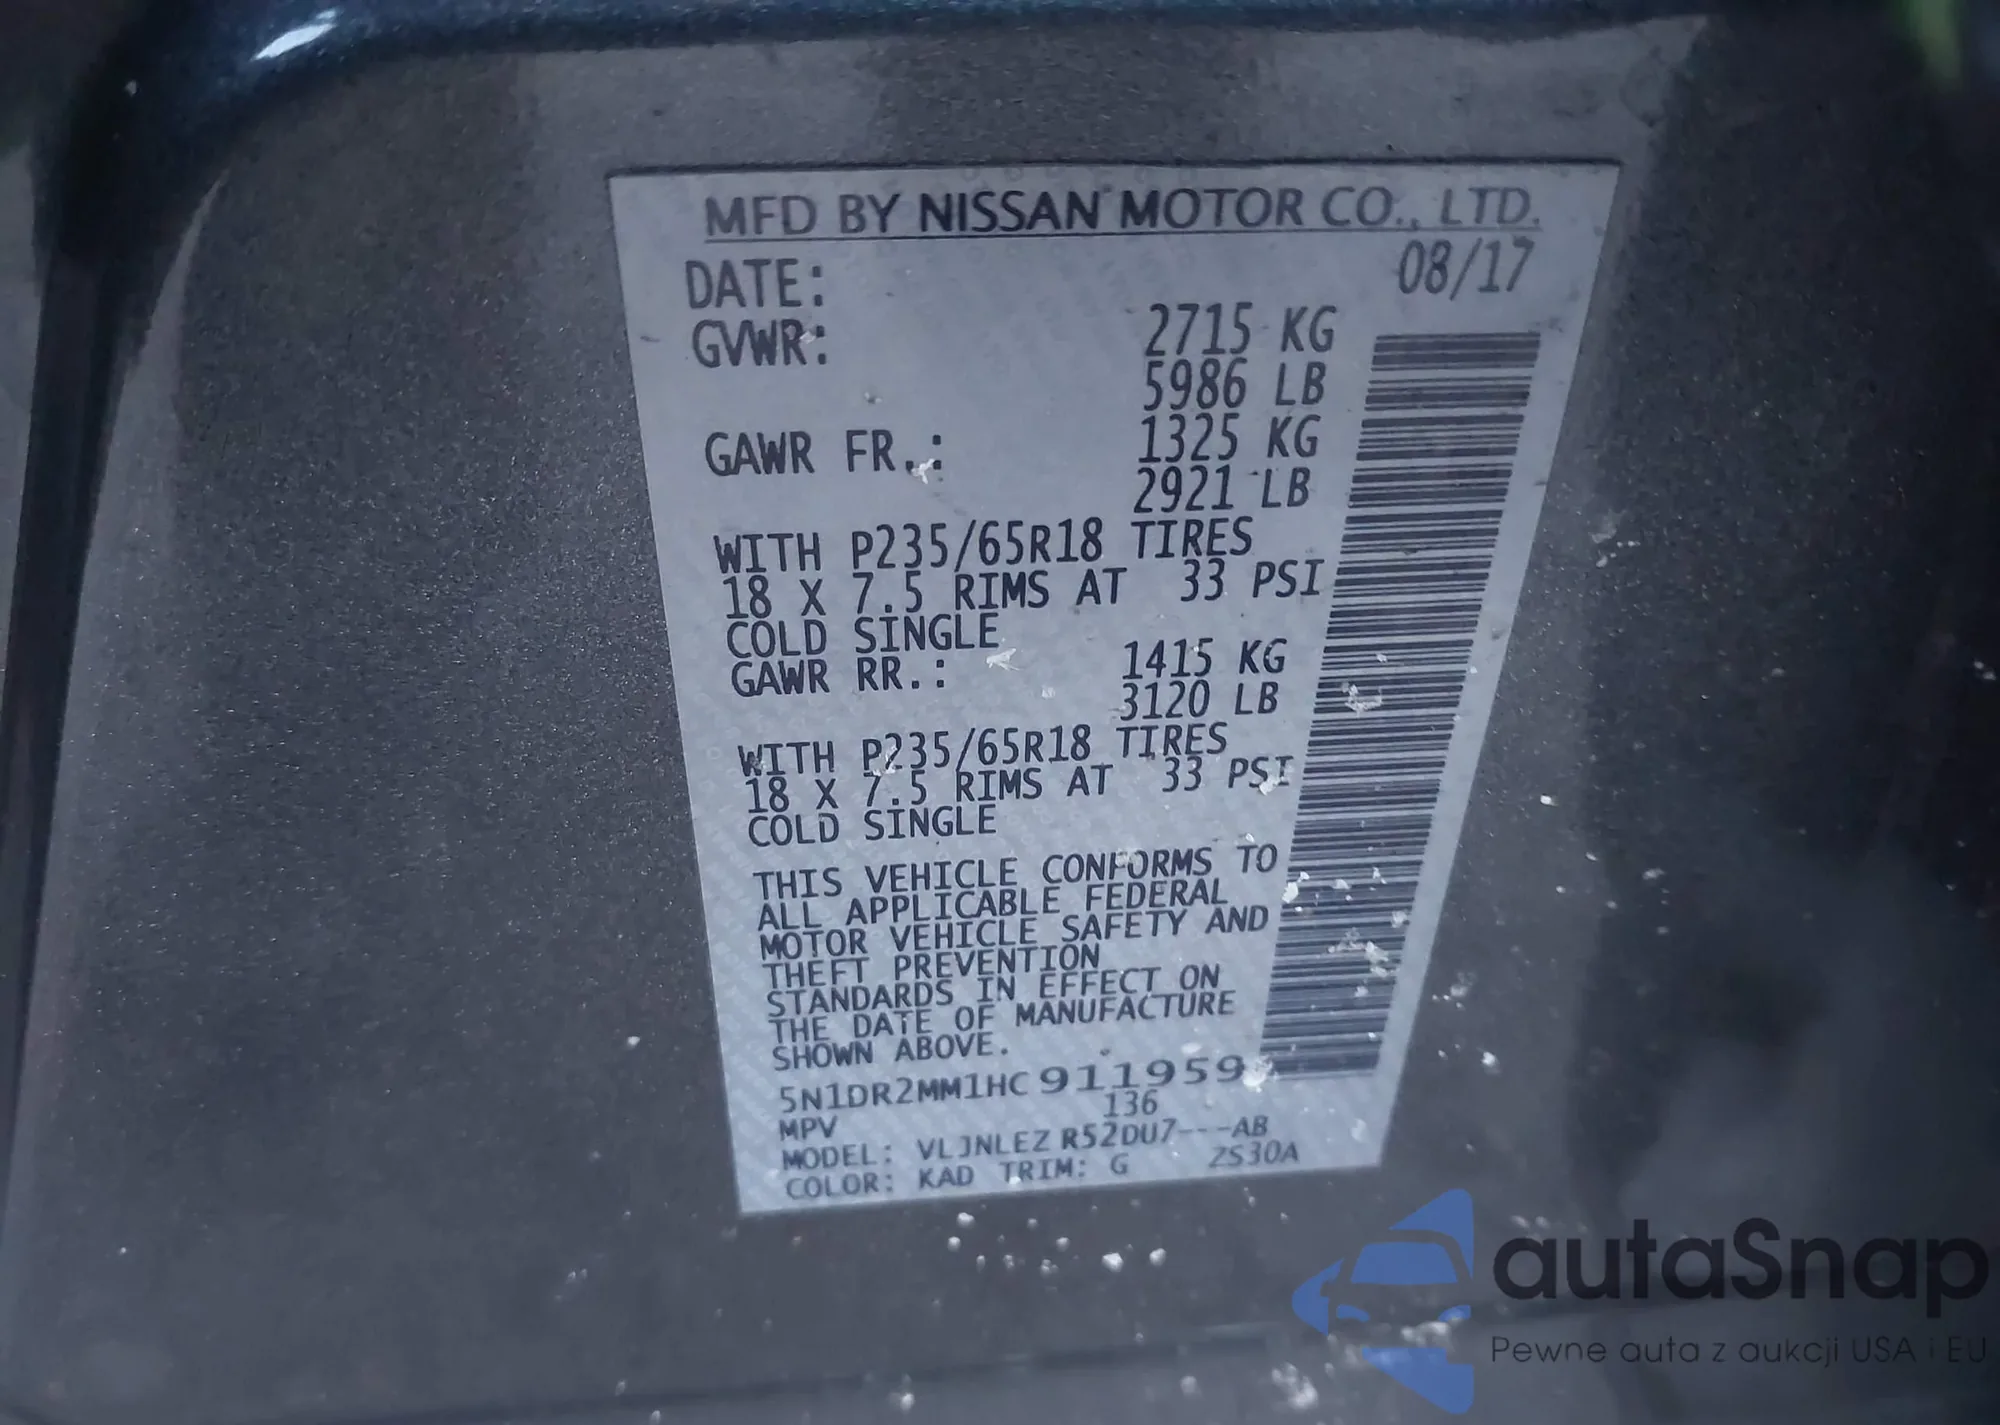 MFD BY NISSAN MOTOR CO., LTD.
DATE: 08/17
GVWR: 2715 KG
5986 LB
GAWR FR.: 1325 KG
2921 LB
WITH P235/65R18 TIRES
18 X 7.5 RIMS AT 33 PSI
COLD SINGLE
GAWR RR.: 1415 KG
3120 LB
WITH P235/65R18 TIRES
18 X 7.5 RIMS AT 33 PSI
COLD SINGLE
THIS VEHICLE CONFORMS TO
ALL APPLICABLE FEDERAL
MOTOR VEHICLE SAFETY AND
THEFT PREVENTION
STANDARDS IN EFFECT ON
THE DATE OF MANUFACTURE
SHOWN ABOVE.
5N1DR2MM1HC911959
MPV 136
MODEL: VLJNLEZ R52DU7---AB
COLOR: KAD TRIM: G ZS30A
autaSnap
Pewne auta z aukcji USA i EU